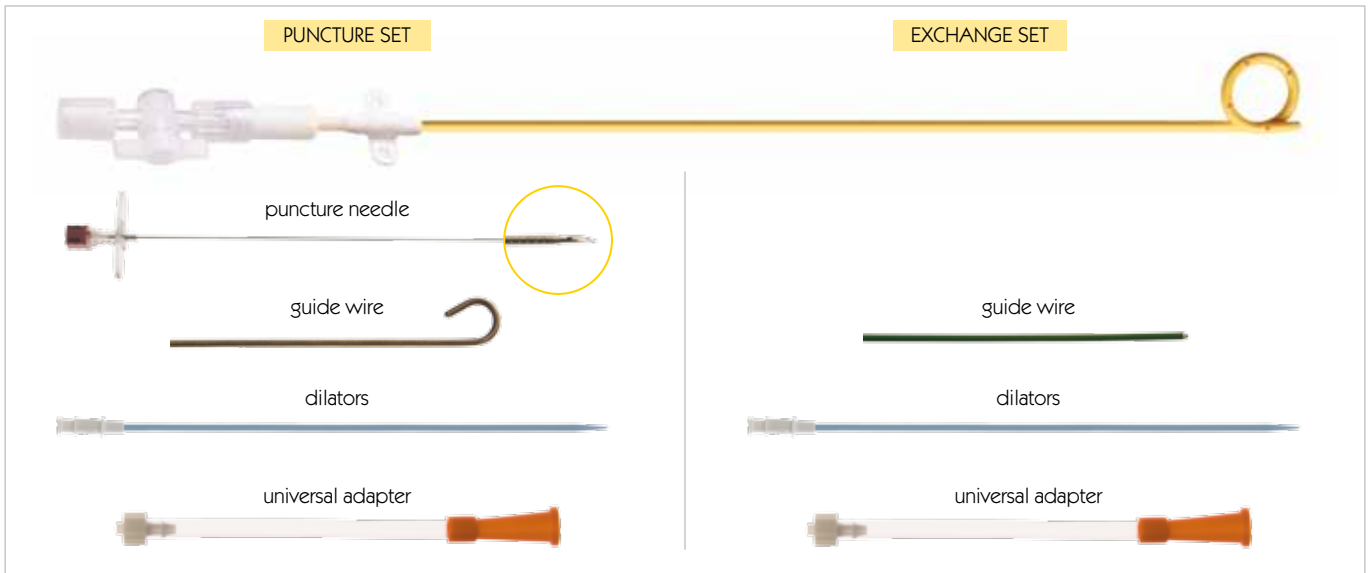 PUNCTURE SET
EXCHANGE SET
puncture needle
guide wire
guide wire
dilators
dilators
universal adapter
universal adapter